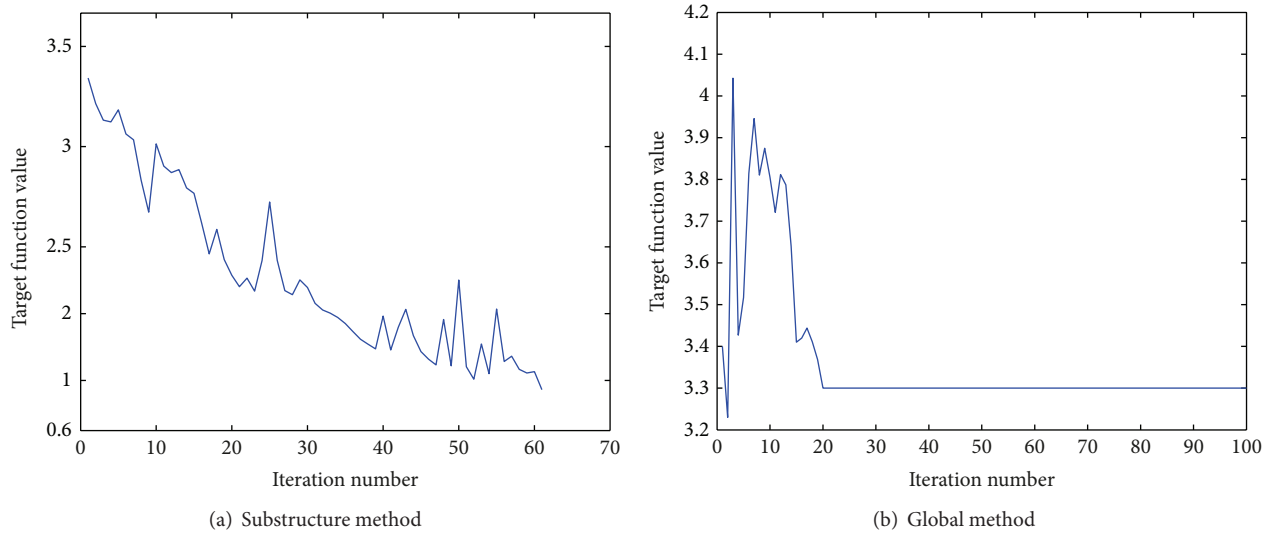 3.5
3
2.5
2
1
0.6
0 10 20 30 40 50 60 70
Target function value
Iteration number
(a) Substructure method
4.2
4.1
4
3.9
3.8
3.7
3.6
3.5
3.4
3.3
3.2
0 10 20 30 40 50 60 70 80 90 100
Target function value
Iteration number
(b) Global method